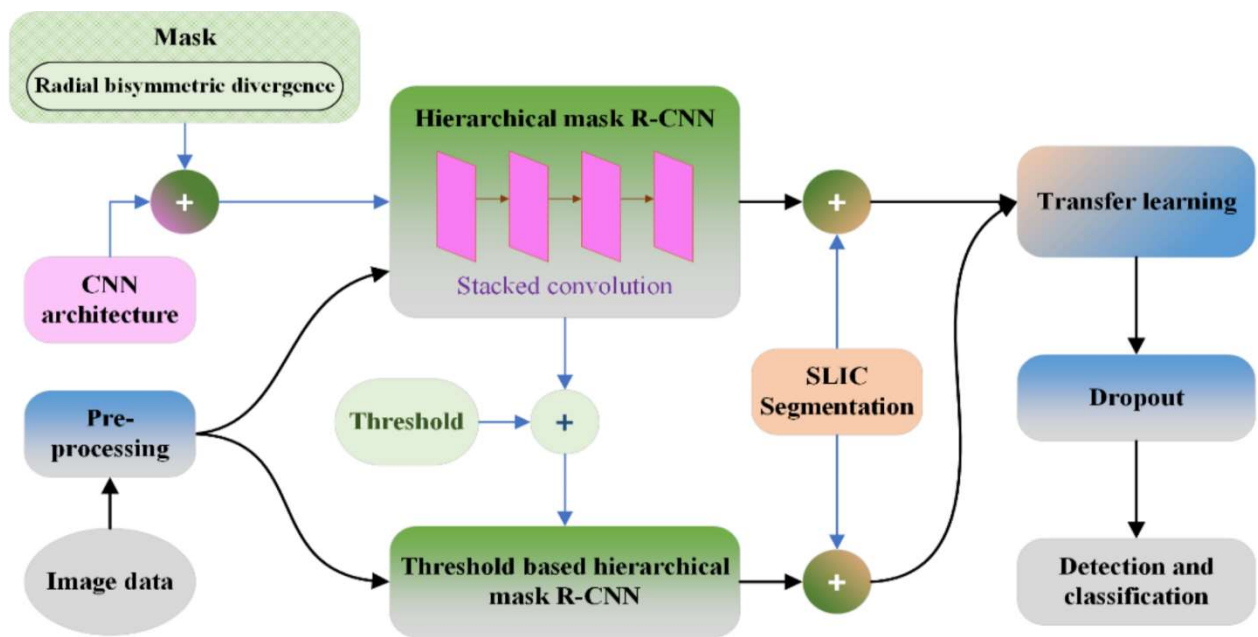 Mask
Radial bisymmetric divergence
+
CNN
architecture
Hierarchical mask R-CNN
Stacked convolution
+
Transfer learning
Pre-
processing
Threshold
+
SLIC
Segmentation
Dropout
Image data
Threshold based hierarchical
mask R-CNN
+
Detection and
classification